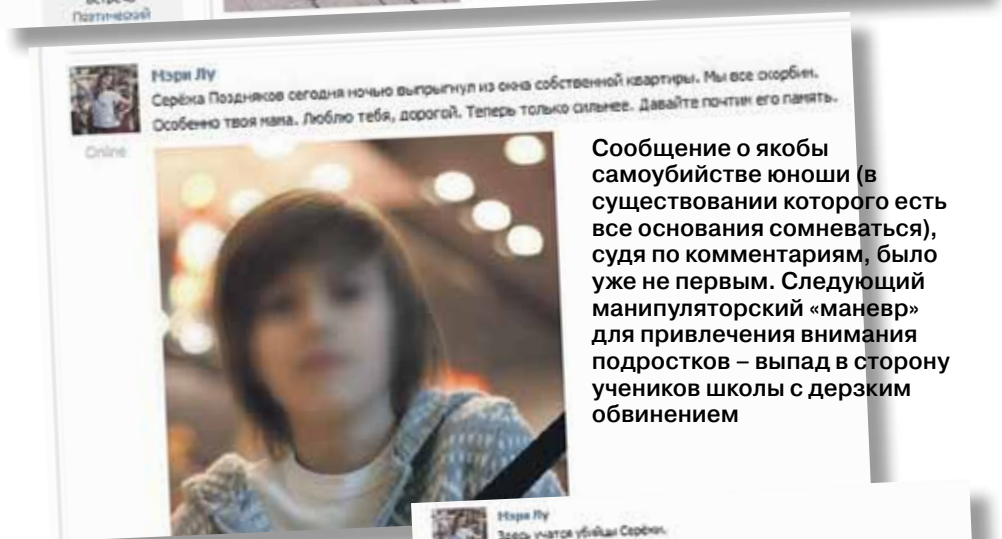 Поэтический
Мэри Лу
Серёжа Поздняков сегодня ночью выпрыгнул из окна собственной квартиры. Мы все скорбим.
Особенно твоя мама. Люблю тебя, дорогой. Теперь только сильнее. Давайте почтим его память.
Online
Сообщение о якобы
самоубийстве юноши (в
существовании которого есть
все основания сомневаться),
судя по комментариям, было
уже не первым. Следующий
манипуляторский «маневр»
для привлечения внимания
подростков – выпад в сторону
учеников школы с дерзким
обвинением
Мэри Лу
Здесь учатся убийцы Серёжи.